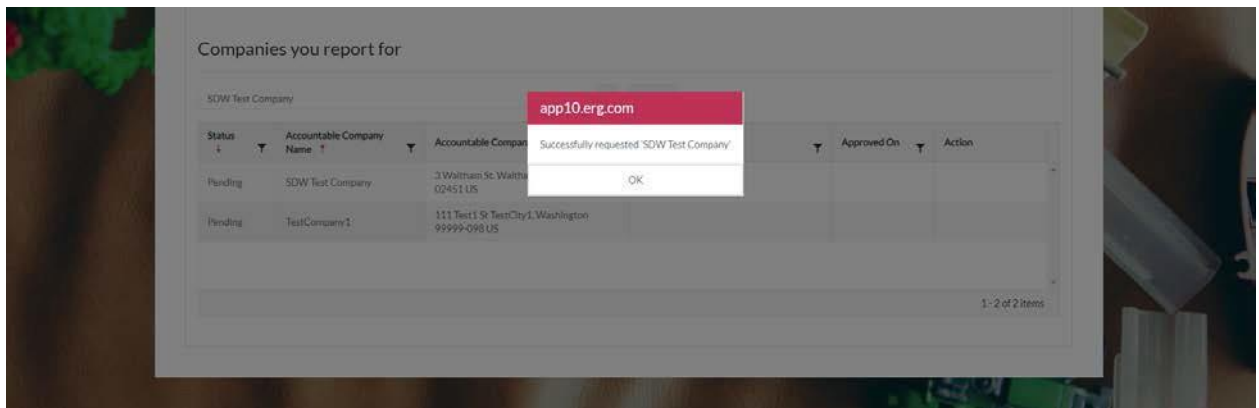 Companies you report for
SDW Test Company
app10.erg.com
Successfully requested 'SDW Test Company'
OK
Status Accountable Company Name Accountable Compan Approved On Action
Pending SDW Test Company 3 Waltham St. Waltha
02451 US
Pending TestCompany1 111 Test1 St TestCity1, Washington
99999-098 US
1 - 2 of 2 items